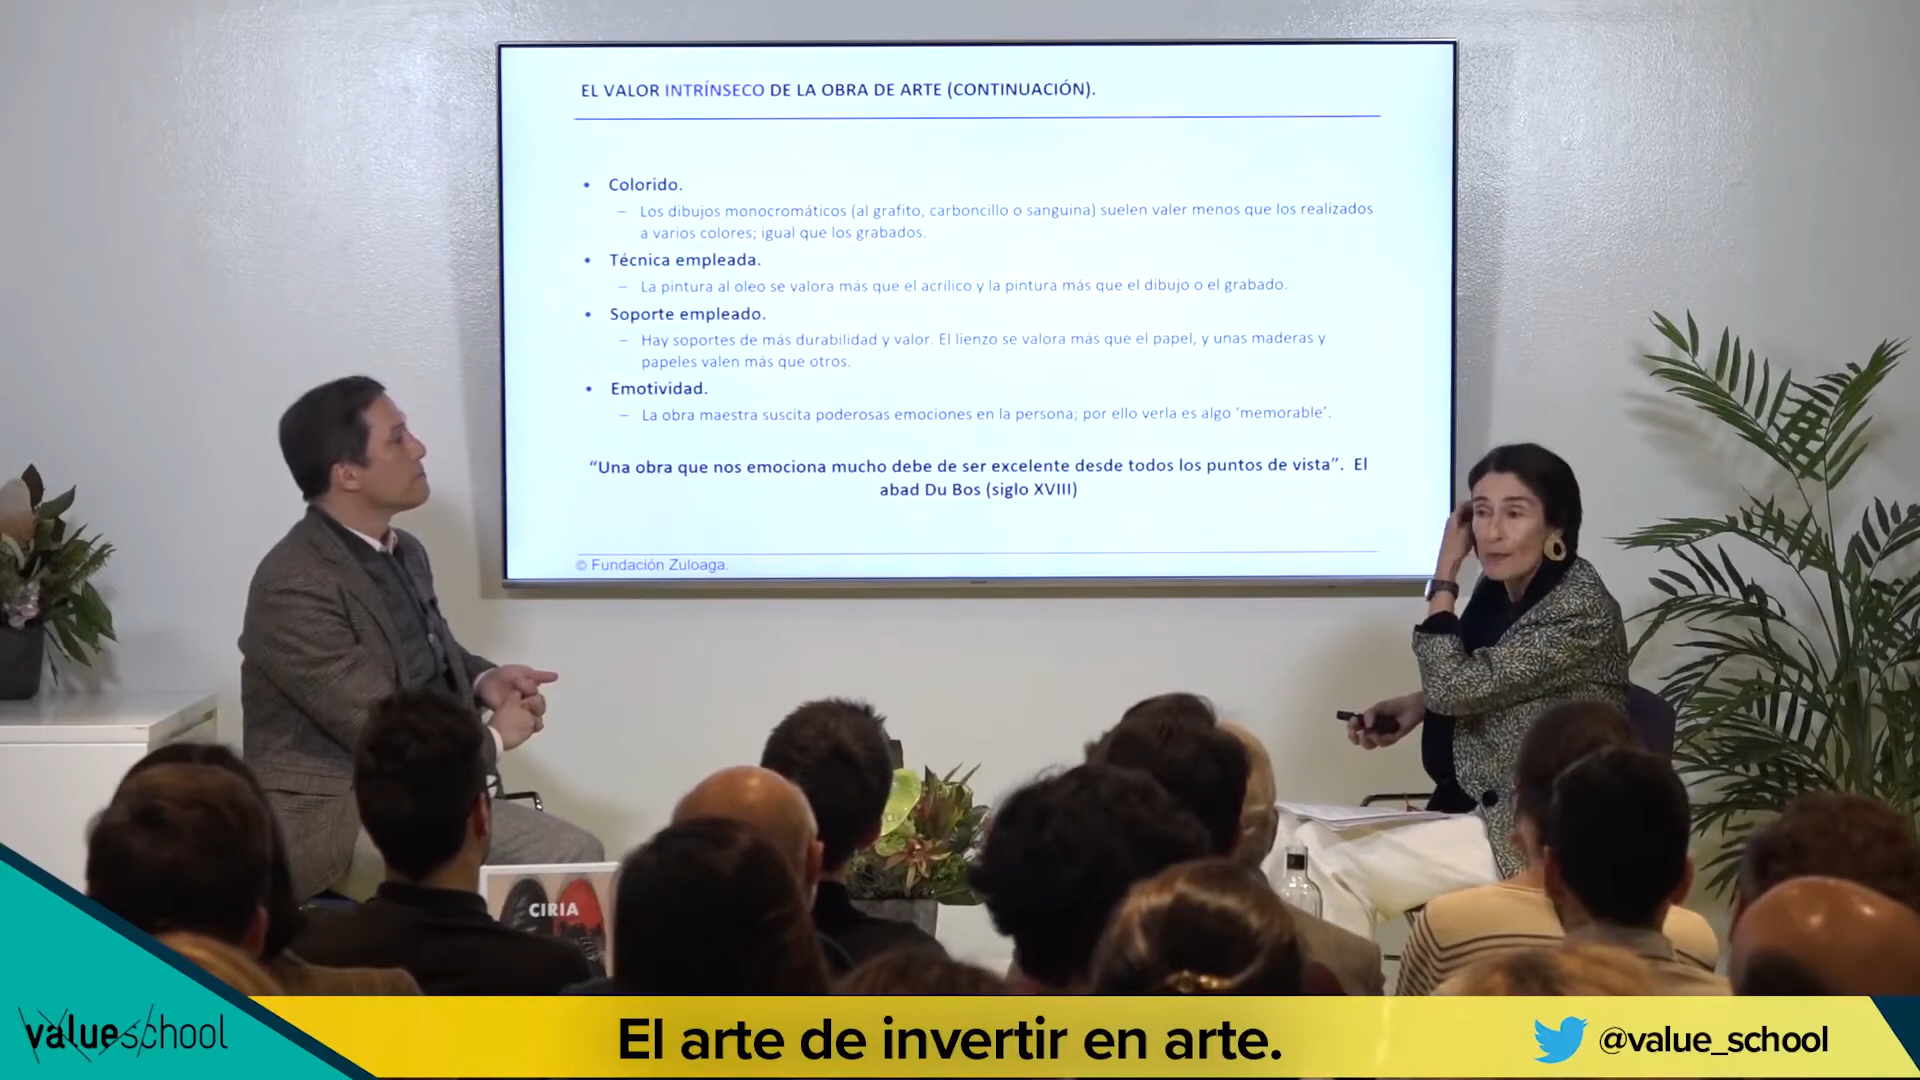 EL VALOR INTRÍNSECO DE LA OBRA DE ARTE (CONTINUACIÓN).
• Colorido.
– Los dibujos monocromáticos (al grafito, carboncillo o sanguina) suelen valer menos que los realizados
a varios colores; igual que los grabados.
• Técnica empleada.
– La pintura al oleo se valora más que el acrílico y la pintura más que el dibujo o el grabado.
• Soporte empleado.
– Hay soportes de más durabilidad y valor. El lienzo se valora más que el papel, y unas maderas y
papeles valen más que otros.
• Emotividad.
– La obra maestra suscita poderosas emociones en la persona; por ello verla es algo ‘memorable’.
“Una obra que nos emociona mucho debe de ser excelente desde todos los puntos de vista”. El
abad Du Bos (siglo XVIII)
© Fundación Zuloaga.
CIRIA
valueschool
El arte de invertir en arte.
@value_school